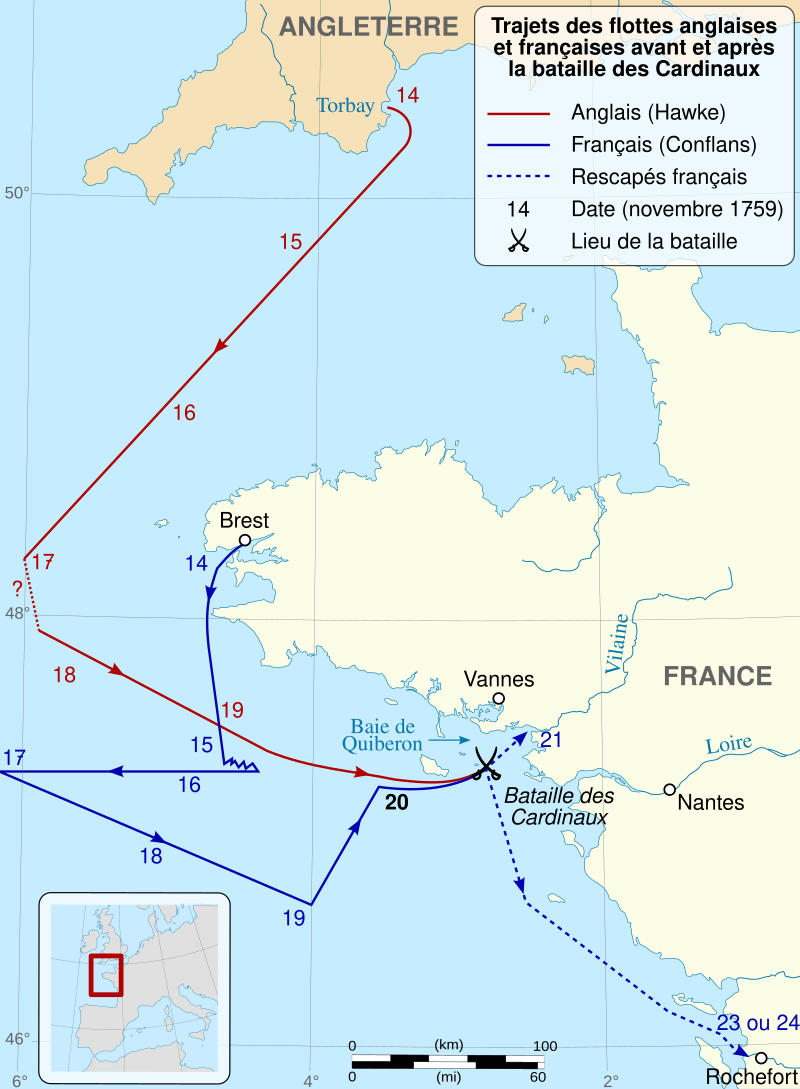 ANGLETERRE
Trajets des flottes anglaises
et françaises avant et après
la bataille des Cardinaux
Anglais (Hawke)
Français (Conflans)
Rescapés français
14 Date (novembre 1759)
Lieu de la bataille
Torbay
14
50°
15
16
Brest
17
14
?
48°
18
19
Vilaine
FRANCE
Vannes
Baie de
Quiberon
21
15
17
16
Loire
20
Bataille des
Cardinaux
Nantes
18
19
23 ou 24
46°
0 (km) 100
0 (mi) 60
6°
4°
2°
Rochefort